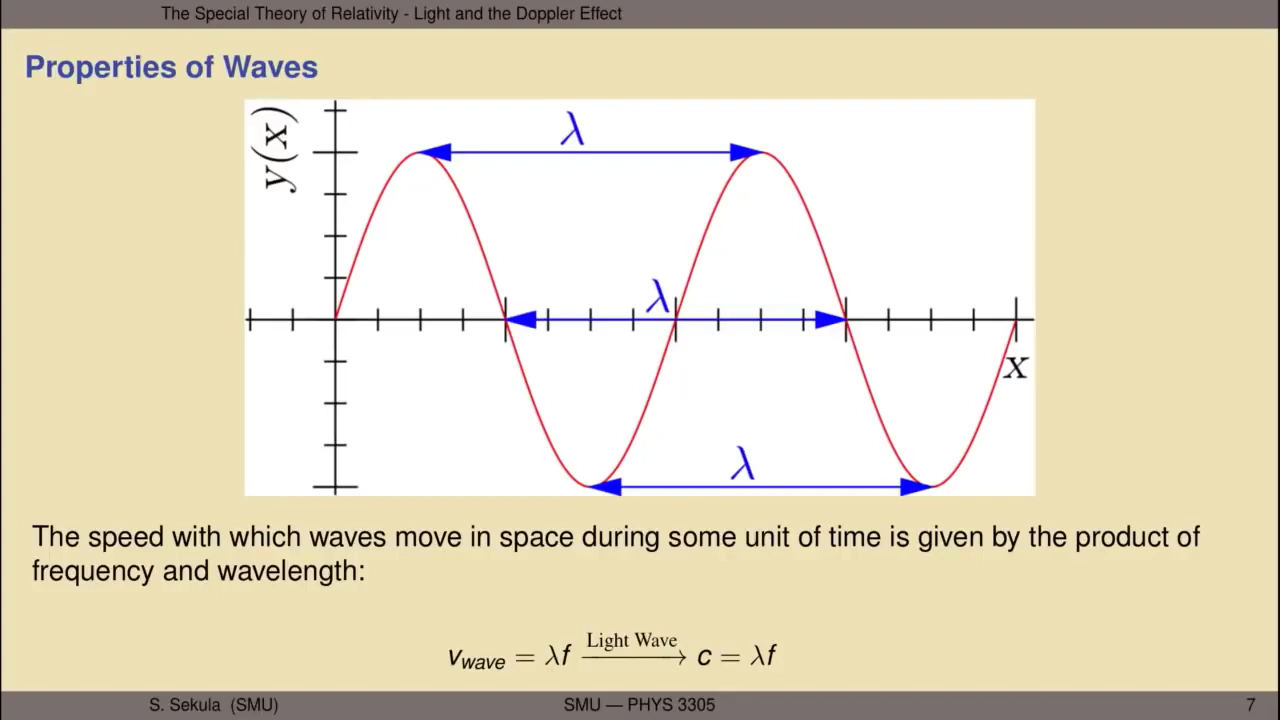 The Special Theory of Relativity - Light and the Doppler Effect
Properties of Waves
y(x)
λ
λ
x
λ
The speed with which waves move in space during some unit of time is given by the product of
frequency and wavelength:
v_wave = λf Light Wave⟶ c = λf
S. Sekula (SMU) SMU — PHYS 3305 7